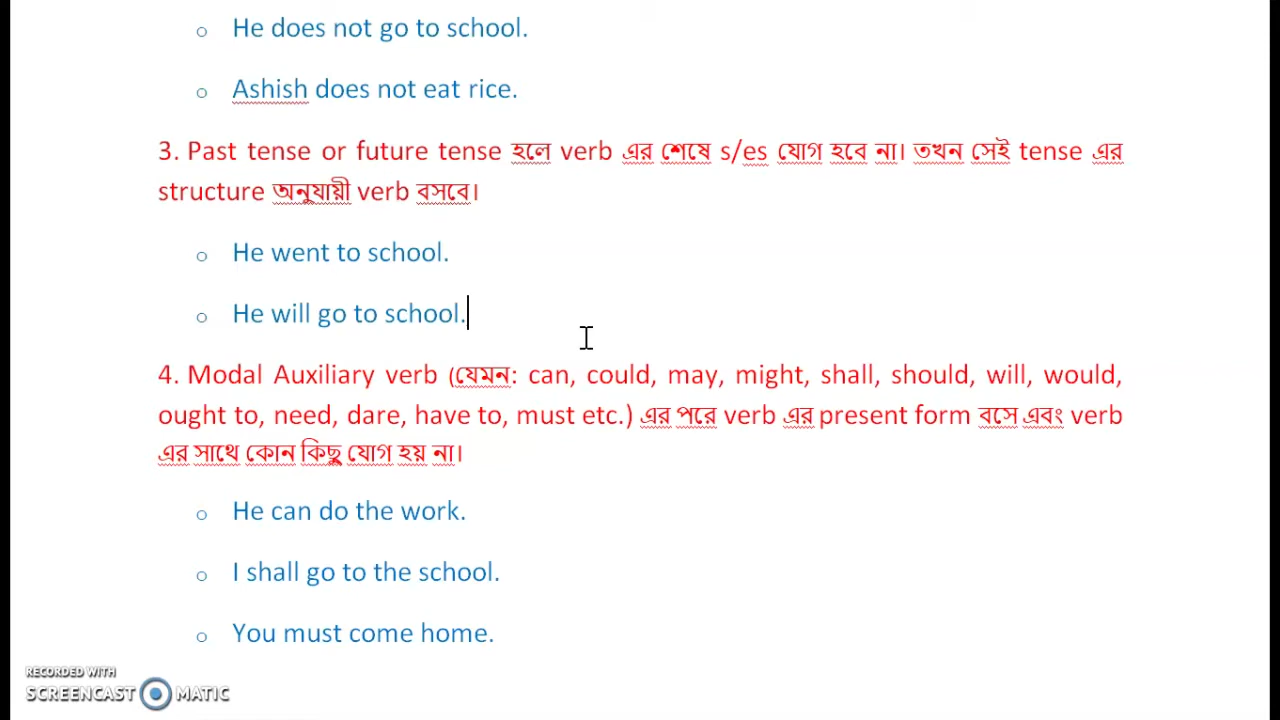 o He does not go to school.
o Ashish does not eat rice.
3. Past tense or future tense হলে verb এর শেষে s/es যোগ হবে না। তখন সেই tense এর
structure অনুযায়ী verb বসবে।
o He went to school.
o He will go to school.
4. Modal Auxiliary verb (যেমন: can, could, may, might, shall, should, will, would,
ought to, need, dare, have to, must etc.) এর পরে verb এর present form বসে এবং verb
এর সাথে কোন কিছু যোগ হয় না।
o He can do the work.
o I shall go to the school.
o You must come home.
RECORDED WITH
SCREENCAST MATIC